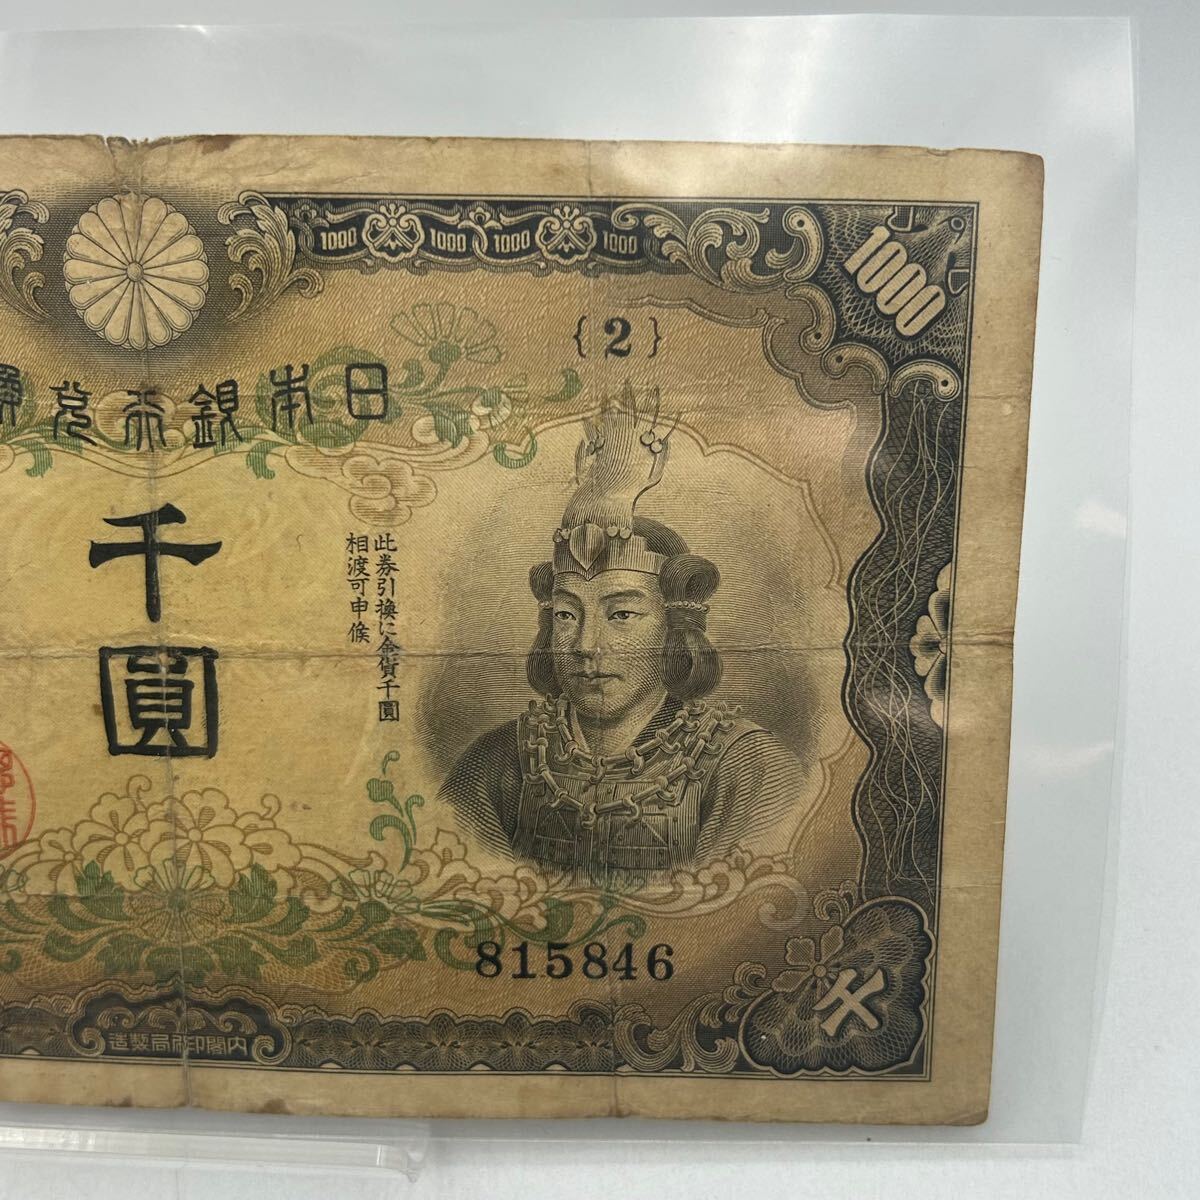 1000 1000 1000 1000
1000
{2}
日本銀行兌換
千圓
此券引換に金貨千圓
相渡可申候
815846
千
内閣印刷局製造